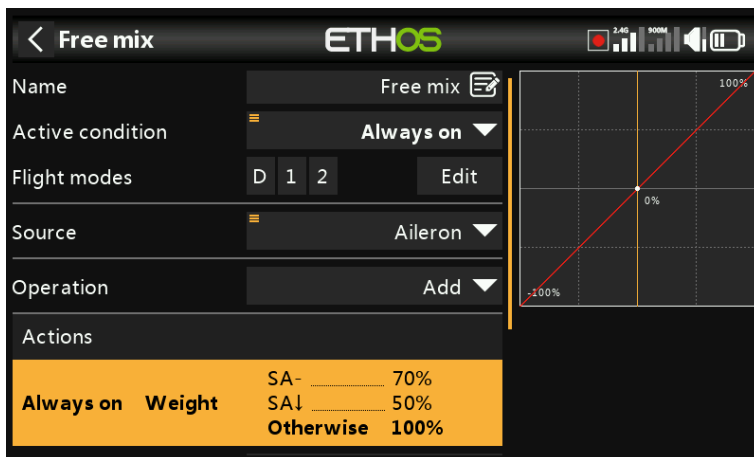 Free mix
ETHOS
2.4G 900M
Name Free mix
Active condition Always on
Flight modes D 1 2 Edit
Source Aileron
Operation Add
Actions
Always on Weight
SA- 70%
SA↓ 50%
Otherwise 100%
100%
0%
-100%